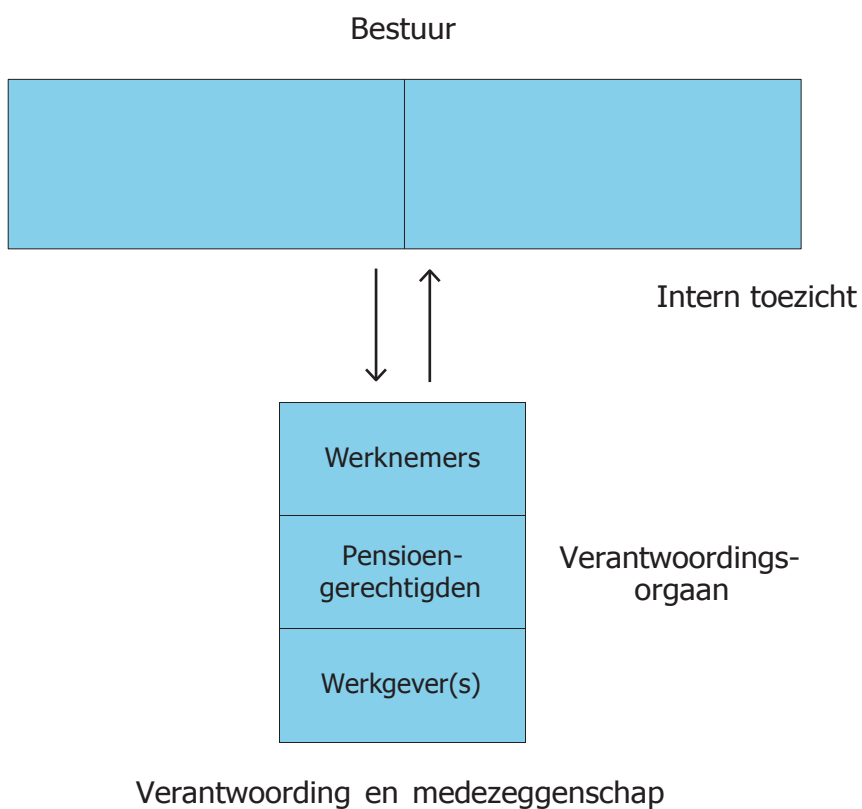 Bestuur
Intern toezicht
Werknemers
Pensioen-
gerechtigden
Werkgever(s)
Verantwoordings-
orgaan
Verantwoording en medezeggenschap